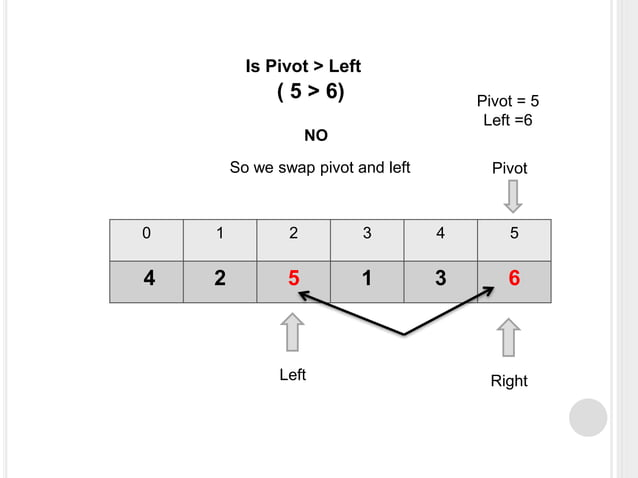 Is Pivot > Left
( 5 > 6)
Pivot = 5
Left =6
NO
So we swap pivot and left
Pivot
0 1 2 3 4 5
4 2 5 1 3 6
Left
Right